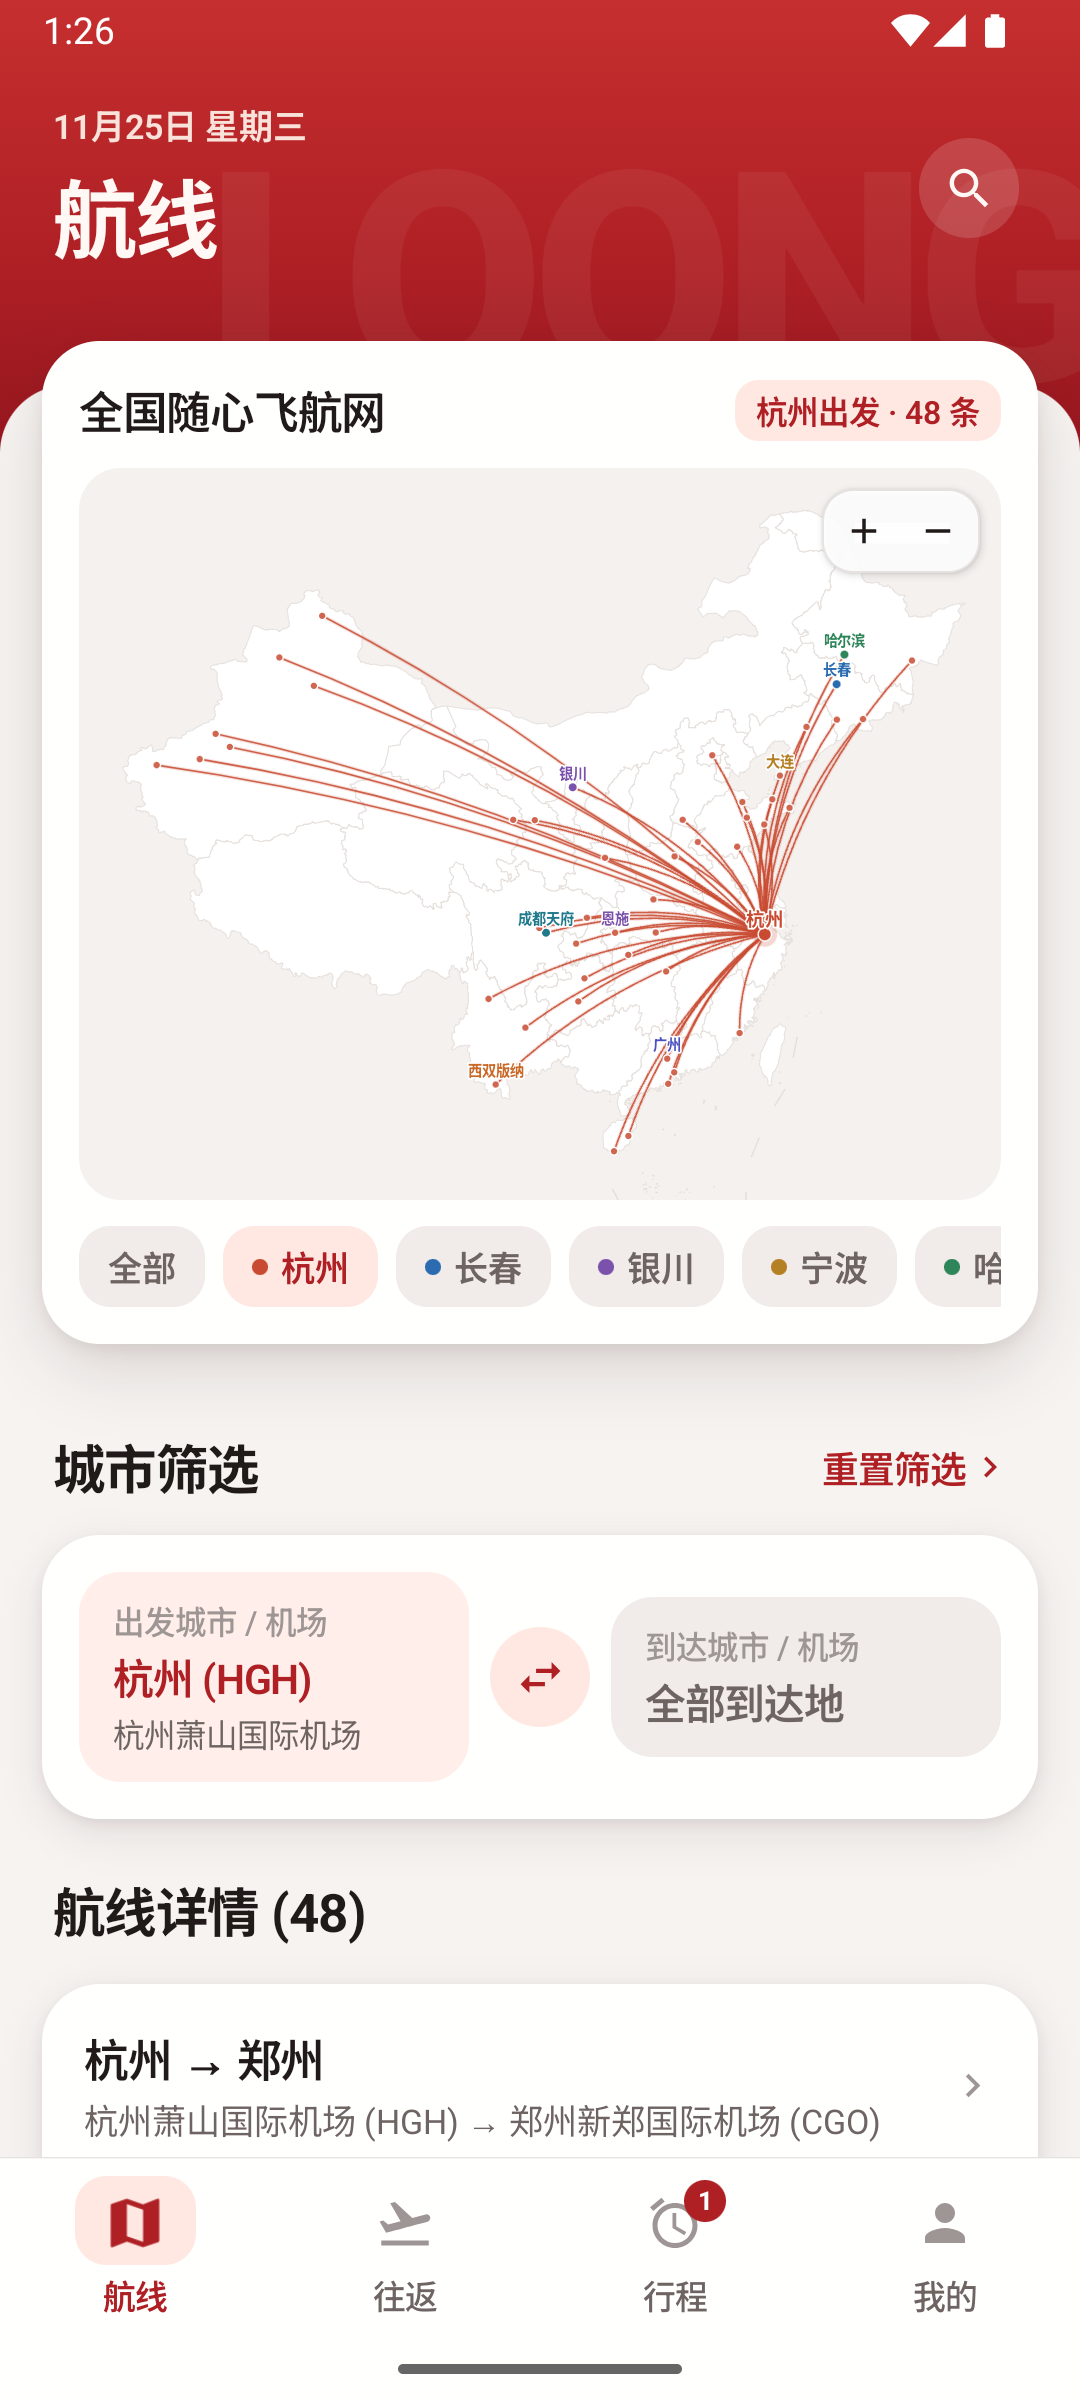 1:26
11月25日 星期三
航线
LOONG
全国随心飞航网
杭州出发 · 48 条
+ −
哈尔滨
长春
大连
银川
成都天府
恩施
杭州
广州
西双版纳
全部
杭州
长春
银川
宁波
哈
城市筛选
重置筛选
出发城市 / 机场
杭州 (HGH)
杭州萧山国际机场
到达城市 / 机场
全部到达地
航线详情 (48)
杭州 → 郑州
杭州萧山国际机场 (HGH) → 郑州新郑国际机场 (CGO)
1
航线
往返
行程
我的